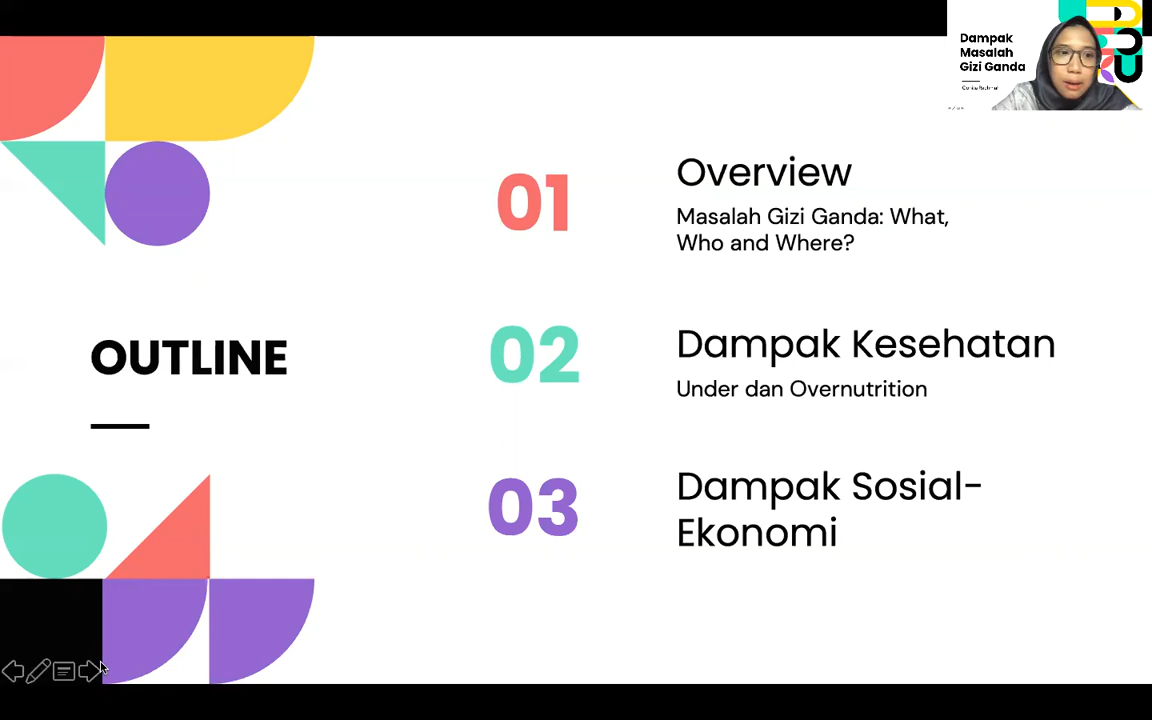 Dampak
Masalah
Gizi Ganda
OUTLINE
01
Overview
Masalah Gizi Ganda: What,
Who and Where?
02
Dampak Kesehatan
Under dan Overnutrition
03
Dampak Sosial-
Ekonomi